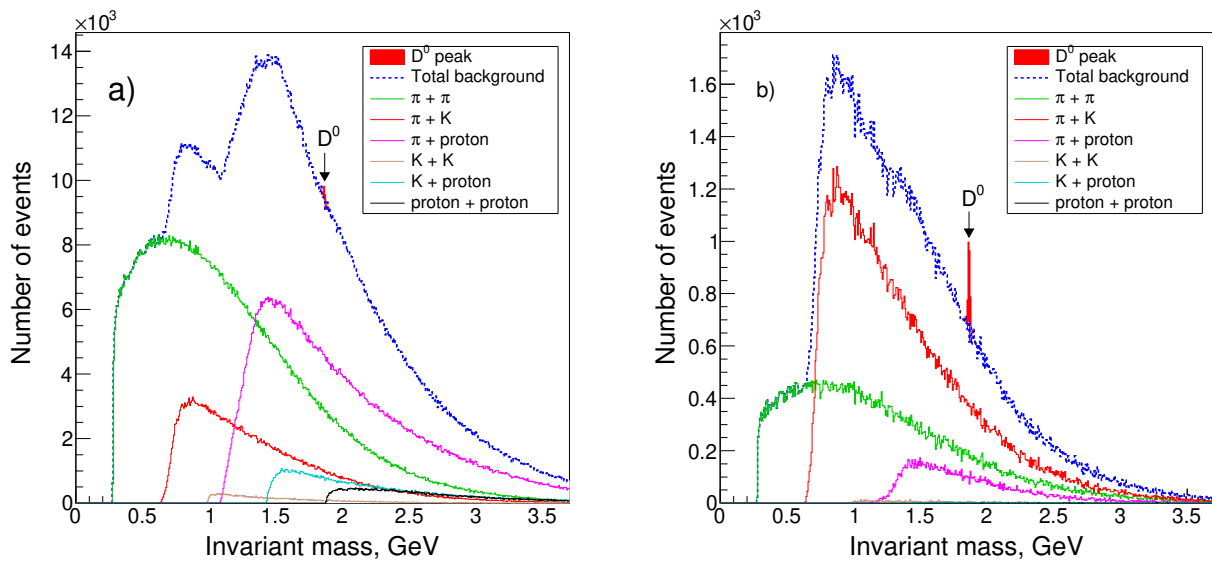 ×10³
a)
D⁰ peak
Total background
π + π
π + K
π + proton
K + K
K + proton
proton + proton
D⁰
14
12
10
8
6
4
2
0
0 0.5 1 1.5 2 2.5 3 3.5
Number of events
Invariant mass, GeV
×10³
b)
D⁰ peak
Total background
π + π
π + K
π + proton
K + K
K + proton
proton + proton
D⁰
1.6
1.4
1.2
1
0.8
0.6
0.4
0.2
0
0 0.5 1 1.5 2 2.5 3 3.5
Number of events
Invariant mass, GeV